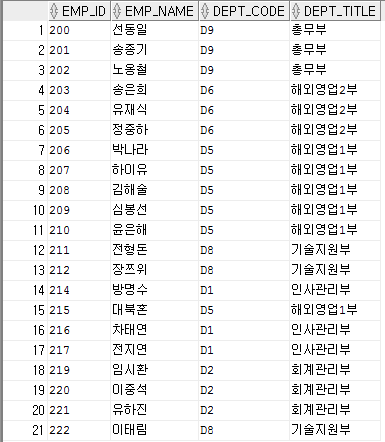 EMP_ID EMP_NAME DEPT_CODE DEPT_TITLE
1 200 선동일 D9 총무부
2 201 송종기 D9 총무부
3 202 노옹철 D9 총무부
4 203 송은희 D6 해외영업2부
5 204 유재식 D6 해외영업2부
6 205 정중하 D6 해외영업2부
7 206 박나라 D5 해외영업1부
8 207 하이유 D5 해외영업1부
9 208 김해술 D5 해외영업1부
10 209 심봉선 D5 해외영업1부
11 210 윤은해 D5 해외영업1부
12 211 전형돈 D8 기술지원부
13 212 장쯔위 D8 기술지원부
14 214 방명수 D1 인사관리부
15 215 대북혼 D5 해외영업1부
16 216 차태연 D1 인사관리부
17 217 전지연 D1 인사관리부
18 219 임시환 D2 회계관리부
19 220 이중석 D2 회계관리부
20 221 유하진 D2 회계관리부
21 222 이태림 D8 기술지원부